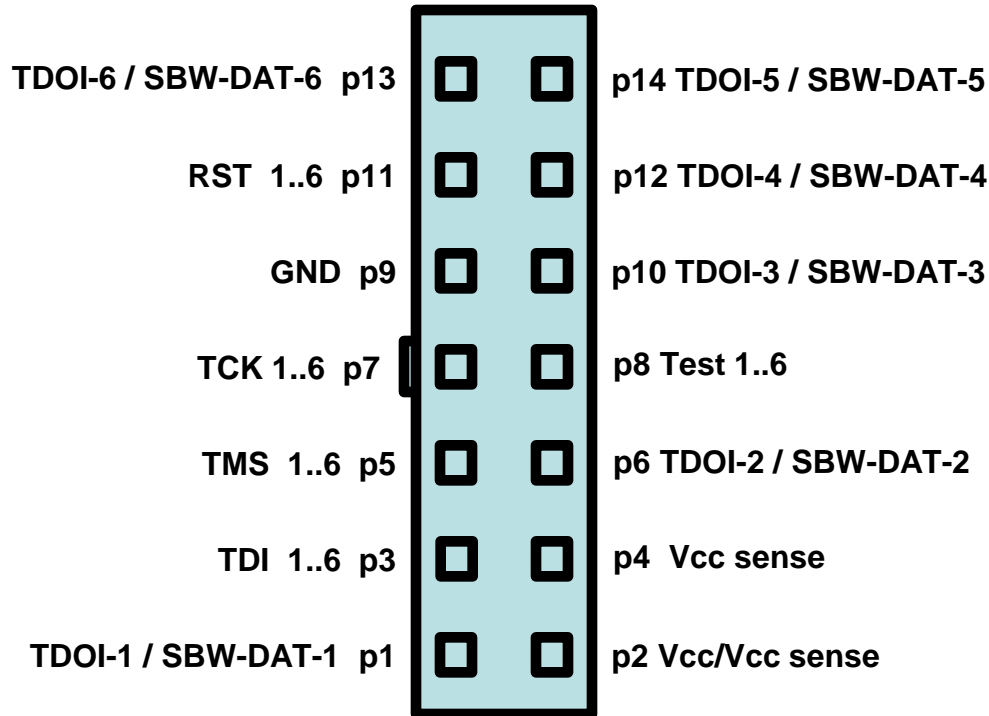 TDOI-6 / SBW-DAT-6 p13
p14 TDOI-5 / SBW-DAT-5
RST 1..6 p11
p12 TDOI-4 / SBW-DAT-4
GND p9
p10 TDOI-3 / SBW-DAT-3
TCK 1..6 p7
p8 Test 1..6
TMS 1..6 p5
p6 TDOI-2 / SBW-DAT-2
TDI 1..6 p3
p4 Vcc sense
TDOI-1 / SBW-DAT-1 p1
p2 Vcc/Vcc sense